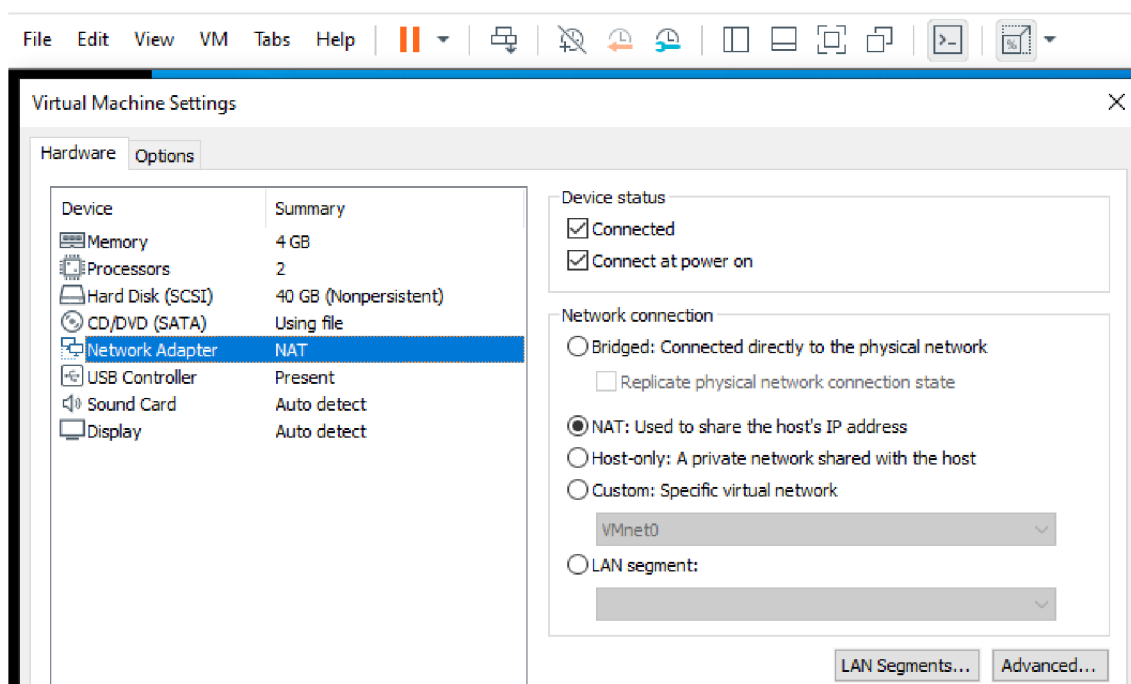 File Edit View VM Tabs Help
Virtual Machine Settings
Hardware Options
Device Summary
Memory 4 GB
Processors 2
Hard Disk (SCSI) 40 GB (Nonpersistent)
CD/DVD (SATA) Using file
Network Adapter NAT
USB Controller Present
Sound Card Auto detect
Display Auto detect
Device status
Connected
Connect at power on
Network connection
Bridged: Connected directly to the physical network
Replicate physical network connection state
NAT: Used to share the host's IP address
Host-only: A private network shared with the host
Custom: Specific virtual network
VMnet0
LAN segment:
LAN Segments... Advanced...